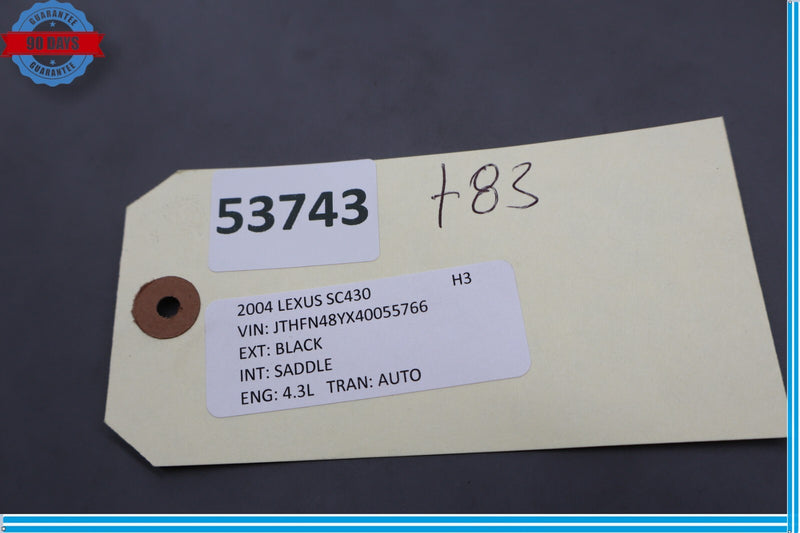 GUARANTEE
90 DAYS
GUARANTEE
53743
t83
2004 LEXUS SC430 H3
VIN: JTHFN48YX40055766
EXT: BLACK
INT: SADDLE
ENG: 4.3L TRAN: AUTO